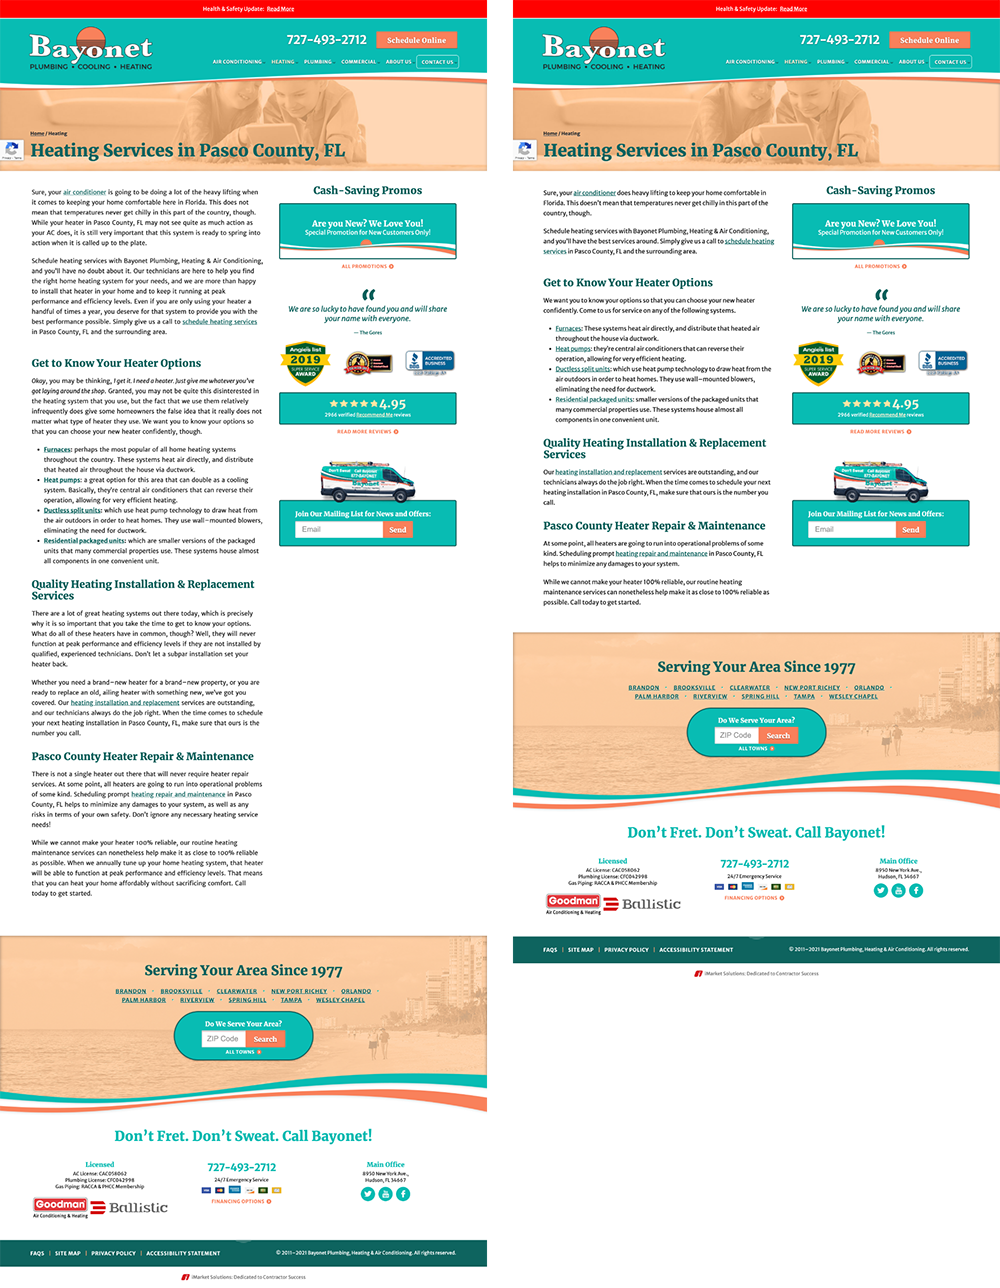 Health & Safety Update: Read More
Bayonet
PLUMBING • COOLING • HEATING
727-493-2712
Schedule Online
AIR CONDITIONING
HEATING
PLUMBING
COMMERCIAL
ABOUT US
CONTACT US
Home / Heating
Privacy - Terms
Heating Services in Pasco County, FL
Sure, your air conditioner is going to be doing a lot of the heavy lifting when
it comes to keeping your home comfortable here in Florida. This does not
mean that temperatures never get chilly in this part of the country, though.
While your heater in Pasco County, FL may not see quite as much action as
your AC does, it is still very important that this system is ready to spring into
action when it is called up to the plate.
Schedule heating services with Bayonet Plumbing, Heating & Air Conditioning,
and you'll have no doubt about it. Our technicians are here to help you find
the right home heating system for your needs, and we are more than happy
to install that heater in your home and to keep it running at peak
performance and efficiency levels. Even if you are only using your heater a
handful of times a year, you deserve for that system to provide you with the
best performance possible. Simply give us a call to schedule heating services
in Pasco County, FL and the surrounding area.
Get to Know Your Heater Options
Okay, you may be thinking, I get it. I need a heater. Just give me whatever you've
got laying around the shop. Granted, you may not be quite this disinterested in
the heating system that you use, but the fact that we use them relatively
infrequently does give some homeowners the false idea that it really does not
matter what type of heater they use. We want you to know your options so
that you can choose your new heater confidently, though.
• Furnaces: perhaps the most popular of all home heating systems
throughout the country. These systems heat air directly, and distribute
that heated air throughout the house via ductwork.
• Heat pumps: a great option for this area that can double as a cooling
system. Basically, they're central air conditioners that can reverse their
operation, allowing for very efficient heating.
• Ductless split units: which use heat pump technology to draw heat from
the air outdoors in order to heat homes. They use wall-mounted blowers,
eliminating the need for ductwork.
• Residential packaged units: which are smaller versions of the packaged
units that many commercial properties use. These systems house almost
all components in one convenient unit.
Quality Heating Installation & Replacement
Services
There are a lot of great heating systems out there today, which is precisely
why it is so important that you take the time to get to know your options.
What do all of these heaters have in common, though? Well, they will never
function at peak performance and efficiency levels if they are not installed by
qualified, experienced technicians. Don't let a subpar installation set your
heater back.
Whether you need a brand-new heater for a brand-new property, or you are
ready to replace an old, ailing heater with something new, we've got you
covered. Our heating installation and replacement services are outstanding,
and our technicians always do the job right. When the time comes to schedule
your next heating installation in Pasco County, FL, make sure that ours is the
number you call.
Pasco County Heater Repair & Maintenance
There is not a single heater out there that will never require heater repair
services. At some point, all heaters are going to run into operational problems
of some kind. Scheduling prompt heating repair and maintenance in Pasco
County, FL helps to minimize any damages to your system, as well as any
risks in terms of your own safety. Don't ignore any necessary heating service
needs!
While we cannot make your heater 100% reliable, our routine heating
maintenance services can nonetheless help make it as close to 100% reliable
as possible. When we annually tune up your home heating system, that heater
will be able to function at peak performance and efficiency levels. That means
that you can heat your home affordably without sacrificing comfort. Call
today to get started.
Cash-Saving Promos
Are you New? We Love You!
Special Promotion for New Customers Only!
ALL PROMOTIONS
“
We are so lucky to have found you and will share
your name with everyone.
— The Gores
Angie's list
2019
SUPER SERVICE
AWARD
BBB
ACCREDITED
BUSINESS
4.95
2966 verified Recommend Me reviews
READ MORE REVIEWS
Don't Sweat Call Bayonet
877-BAYONET
Bayonet
Join Our Mailing List for News and Offers:
Email
Send
Serving Your Area Since 1977
BRANDON • BROOKSVILLE • CLEARWATER • NEW PORT RICHEY • ORLANDO •
PALM HARBOR • RIVERVIEW • SPRING HILL • TAMPA • WESLEY CHAPEL
Do We Serve Your Area?
ZIP Code
Search
ALL TOWNS
Don't Fret. Don't Sweat. Call Bayonet!
Licensed
AC License: CAC058062
Plumbing License: CFC042998
Gas Piping: RACCA & PHCC Membership
Goodman
Air Conditioning & Heating
Ballistic
727-493-2712
24/7 Emergency Service
FINANCING OPTIONS
Main Office
8950 New York Ave.,
Hudson, FL 34667
FAQS | SITE MAP | PRIVACY POLICY | ACCESSIBILITY STATEMENT
© 2011-2021 Bayonet Plumbing, Heating & Air Conditioning. All rights reserved.
iMarket Solutions: Dedicated to Contractor Success
Health & Safety Update: Read More
Bayonet
PLUMBING • COOLING • HEATING
727-493-2712
Schedule Online
AIR CONDITIONING
HEATING
PLUMBING
COMMERCIAL
ABOUT US
CONTACT US
Home / Heating
Privacy - Terms
Heating Services in Pasco County, FL
Sure, your air conditioner does heavy lifting to keep your home comfortable in
Florida. This doesn't mean that temperatures never get chilly in this part of the
country, though.
Schedule heating services with Bayonet Plumbing, Heating & Air Conditioning,
and you'll have the best services around. Simply give us a call to schedule heating
services in Pasco County, FL and the surrounding area.
Get to Know Your Heater Options
We want you to know your options so that you can choose your new heater
confidently. Come to us for service on any of the following systems.
• Furnaces: These systems heat air directly, and distribute that heated air
throughout the house via ductwork.
• Heat pumps: they're central air conditioners that can reverse their
operation, allowing for very efficient heating.
• Ductless split units: which use heat pump technology to draw heat from the
air outdoors in order to heat homes. They use wall-mounted blowers,
eliminating the need for ductwork.
• Residential packaged units: smaller versions of the packaged units that
many commercial properties use. These systems house almost all
components in one convenient unit.
Quality Heating Installation & Replacement
Services
Our heating installation and replacement services are outstanding, and our
technicians always do the job right. When the time comes to schedule your next
heating installation in Pasco County, FL, make sure that ours is the number you
call.
Pasco County Heater Repair & Maintenance
At some point, all heaters are going to run into operational problems of some
kind. Scheduling prompt heating repair and maintenance in Pasco County, FL
helps to minimize any damages to your system.
While we cannot make your heater 100% reliable, our routine heating
maintenance services can nonetheless help make it as close to 100% reliable as
possible. Call today to get started.
Cash-Saving Promos
Are you New? We Love You!
Special Promotion for New Customers Only!
ALL PROMOTIONS
“
We are so lucky to have found you and will share
your name with everyone.
— The Gores
Angie's list
2019
SUPER SERVICE
AWARD
BBB
ACCREDITED
BUSINESS
4.95
2966 verified Recommend Me reviews
READ MORE REVIEWS
Don't Sweat Call Bayonet
877-BAYONET
Bayonet
Join Our Mailing List for News and Offers:
Email
Send
Serving Your Area Since 1977
BRANDON • BROOKSVILLE • CLEARWATER • NEW PORT RICHEY • ORLANDO •
PALM HARBOR • RIVERVIEW • SPRING HILL • TAMPA • WESLEY CHAPEL
Do We Serve Your Area?
ZIP Code
Search
ALL TOWNS
Don't Fret. Don't Sweat. Call Bayonet!
Licensed
AC License: CAC058062
Plumbing License: CFC042998
Gas Piping: RACCA & PHCC Membership
Goodman
Air Conditioning & Heating
Ballistic
727-493-2712
24/7 Emergency Service
FINANCING OPTIONS
Main Office
8950 New York Ave.,
Hudson, FL 34667
FAQS | SITE MAP | PRIVACY POLICY | ACCESSIBILITY STATEMENT
© 2011-2021 Bayonet Plumbing, Heating & Air Conditioning. All rights reserved.
iMarket Solutions: Dedicated to Contractor Success